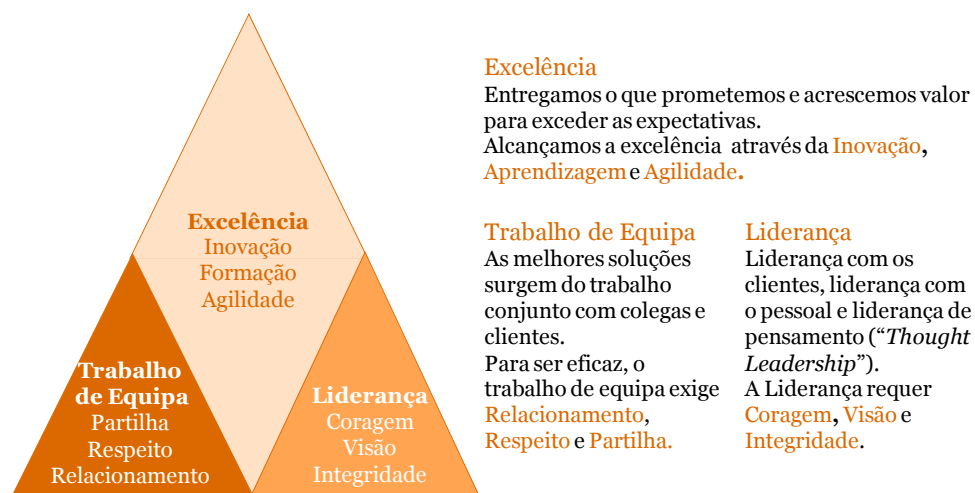 Excelência
Inovação
Formação
Agilidade
Trabalho
de Equipa
Partilha
Respeito
Relacionamento
Liderança
Coragem
Visão
Integridade
Excelência
Entregamos o que prometemos e acrescemos valor
para exceder as expectativas.
Alcançamos a excelência através da Inovação,
Aprendizagem e Agilidade.
Trabalho de Equipa
As melhores soluções
surgem do trabalho
conjunto com colegas e
clientes.
Para ser eficaz, o
trabalho de equipa exige
Relacionamento,
Respeito e Partilha.
Liderança
Liderança com os
clientes, liderança com
o pessoal e liderança de
pensamento (“Thought
Leadership”).
A Liderança requer
Coragem, Visão e
Integridade.